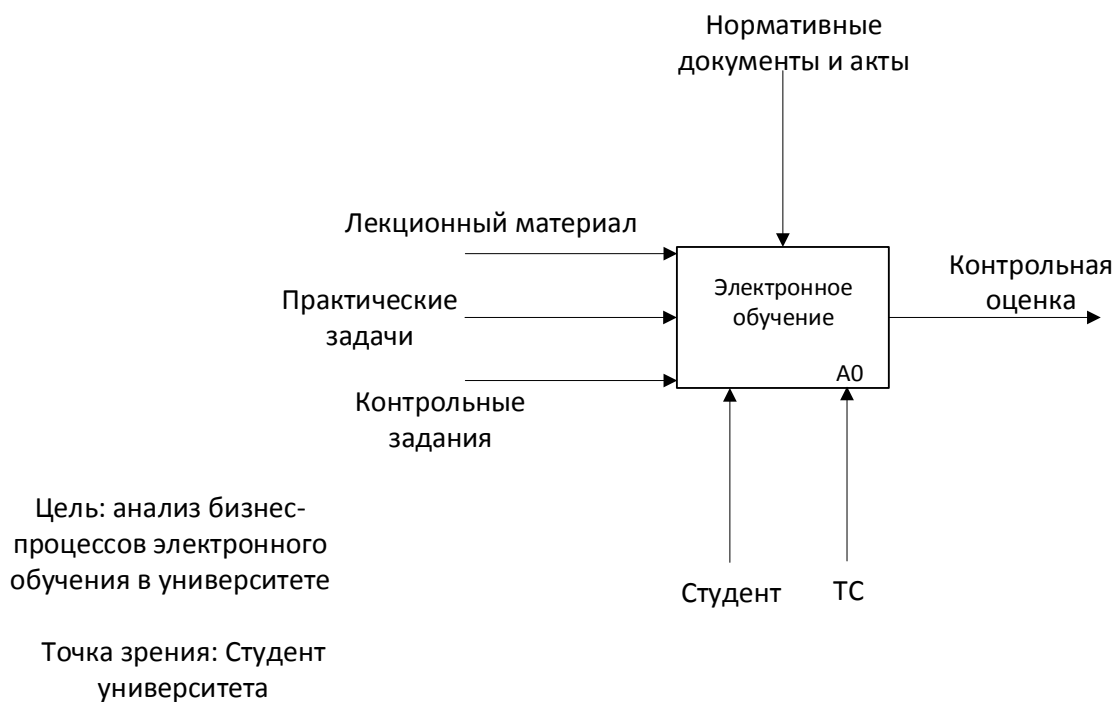 Нормативные
документы и акты
Лекционный материал
Практические
задачи
Контрольные
задания
Электронное
обучение
А0
Контрольная
оценка
Студент
ТС
Цель: анализ бизнес-
процессов электронного
обучения в университете
Точка зрения: Студент
университета